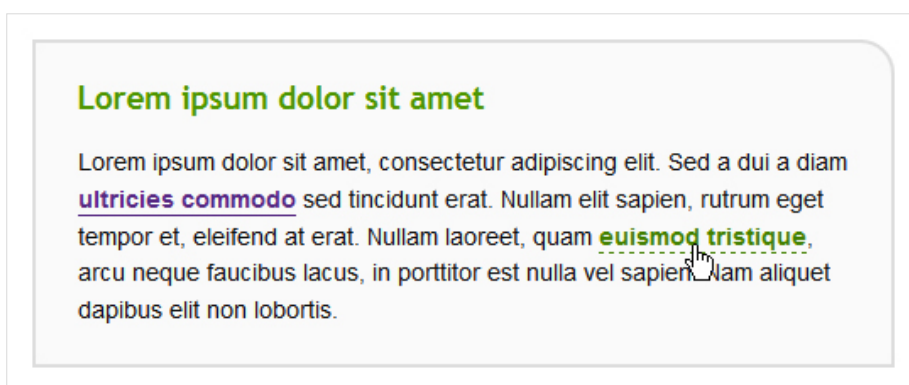 Lorem ipsum dolor sit amet
Lorem ipsum dolor sit amet, consectetur adipiscing elit. Sed a dui a diam
ultricies commodo sed tincidunt erat. Nullam elit sapien, rutrum eget
tempor et, eleifend at erat. Nullam laoreet, quam euismod tristique,
arcu neque faucibus lacus, in porttitor est nulla vel sapien. Nam aliquet
dapibus elit non lobortis.